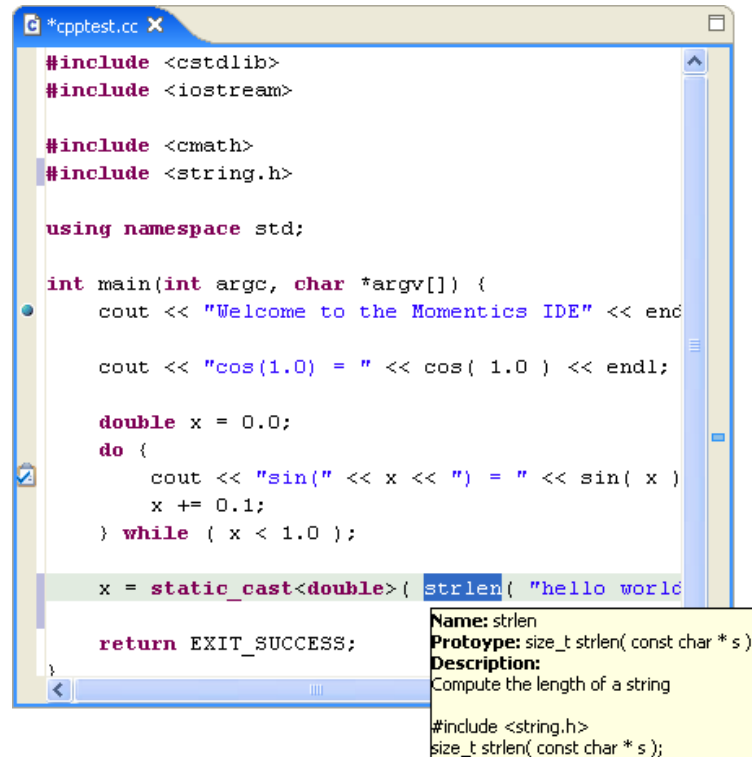 *cpptest.cc
#include <cstdlib>
#include <iostream>
#include <cmath>
#include <string.h>
using namespace std;
int main(int argc, char *argv[]) {
cout << "Welcome to the Momentics IDE" << end
cout << "cos(1.0) = " << cos( 1.0 ) << endl;
double x = 0.0;
do {
cout << "sin(" << x << ") = " << sin( x )
x += 0.1;
} while ( x < 1.0 );
x = static_cast<double>( strlen( "hello world
return EXIT_SUCCESS;
}
Name: strlen
Protoype: size_t strlen( const char * s )
Description:
Compute the length of a string
#include <string.h>
size_t strlen( const char * s );